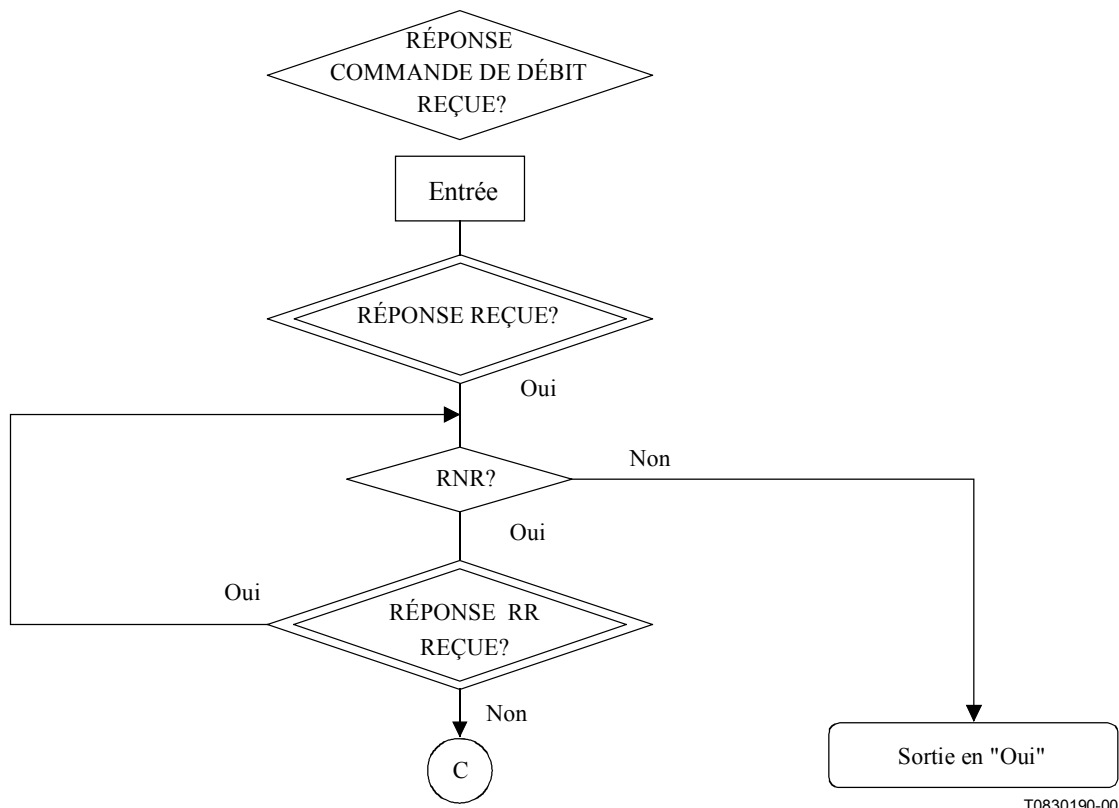 RÉPONSE
COMMANDE DE DÉBIT
REÇUE?
Entrée
RÉPONSE REÇUE?
Oui
RNR?
Non
Oui
Oui
RÉPONSE RR
REÇUE?
Non
C
Sortie en "Oui"
T0830190-00